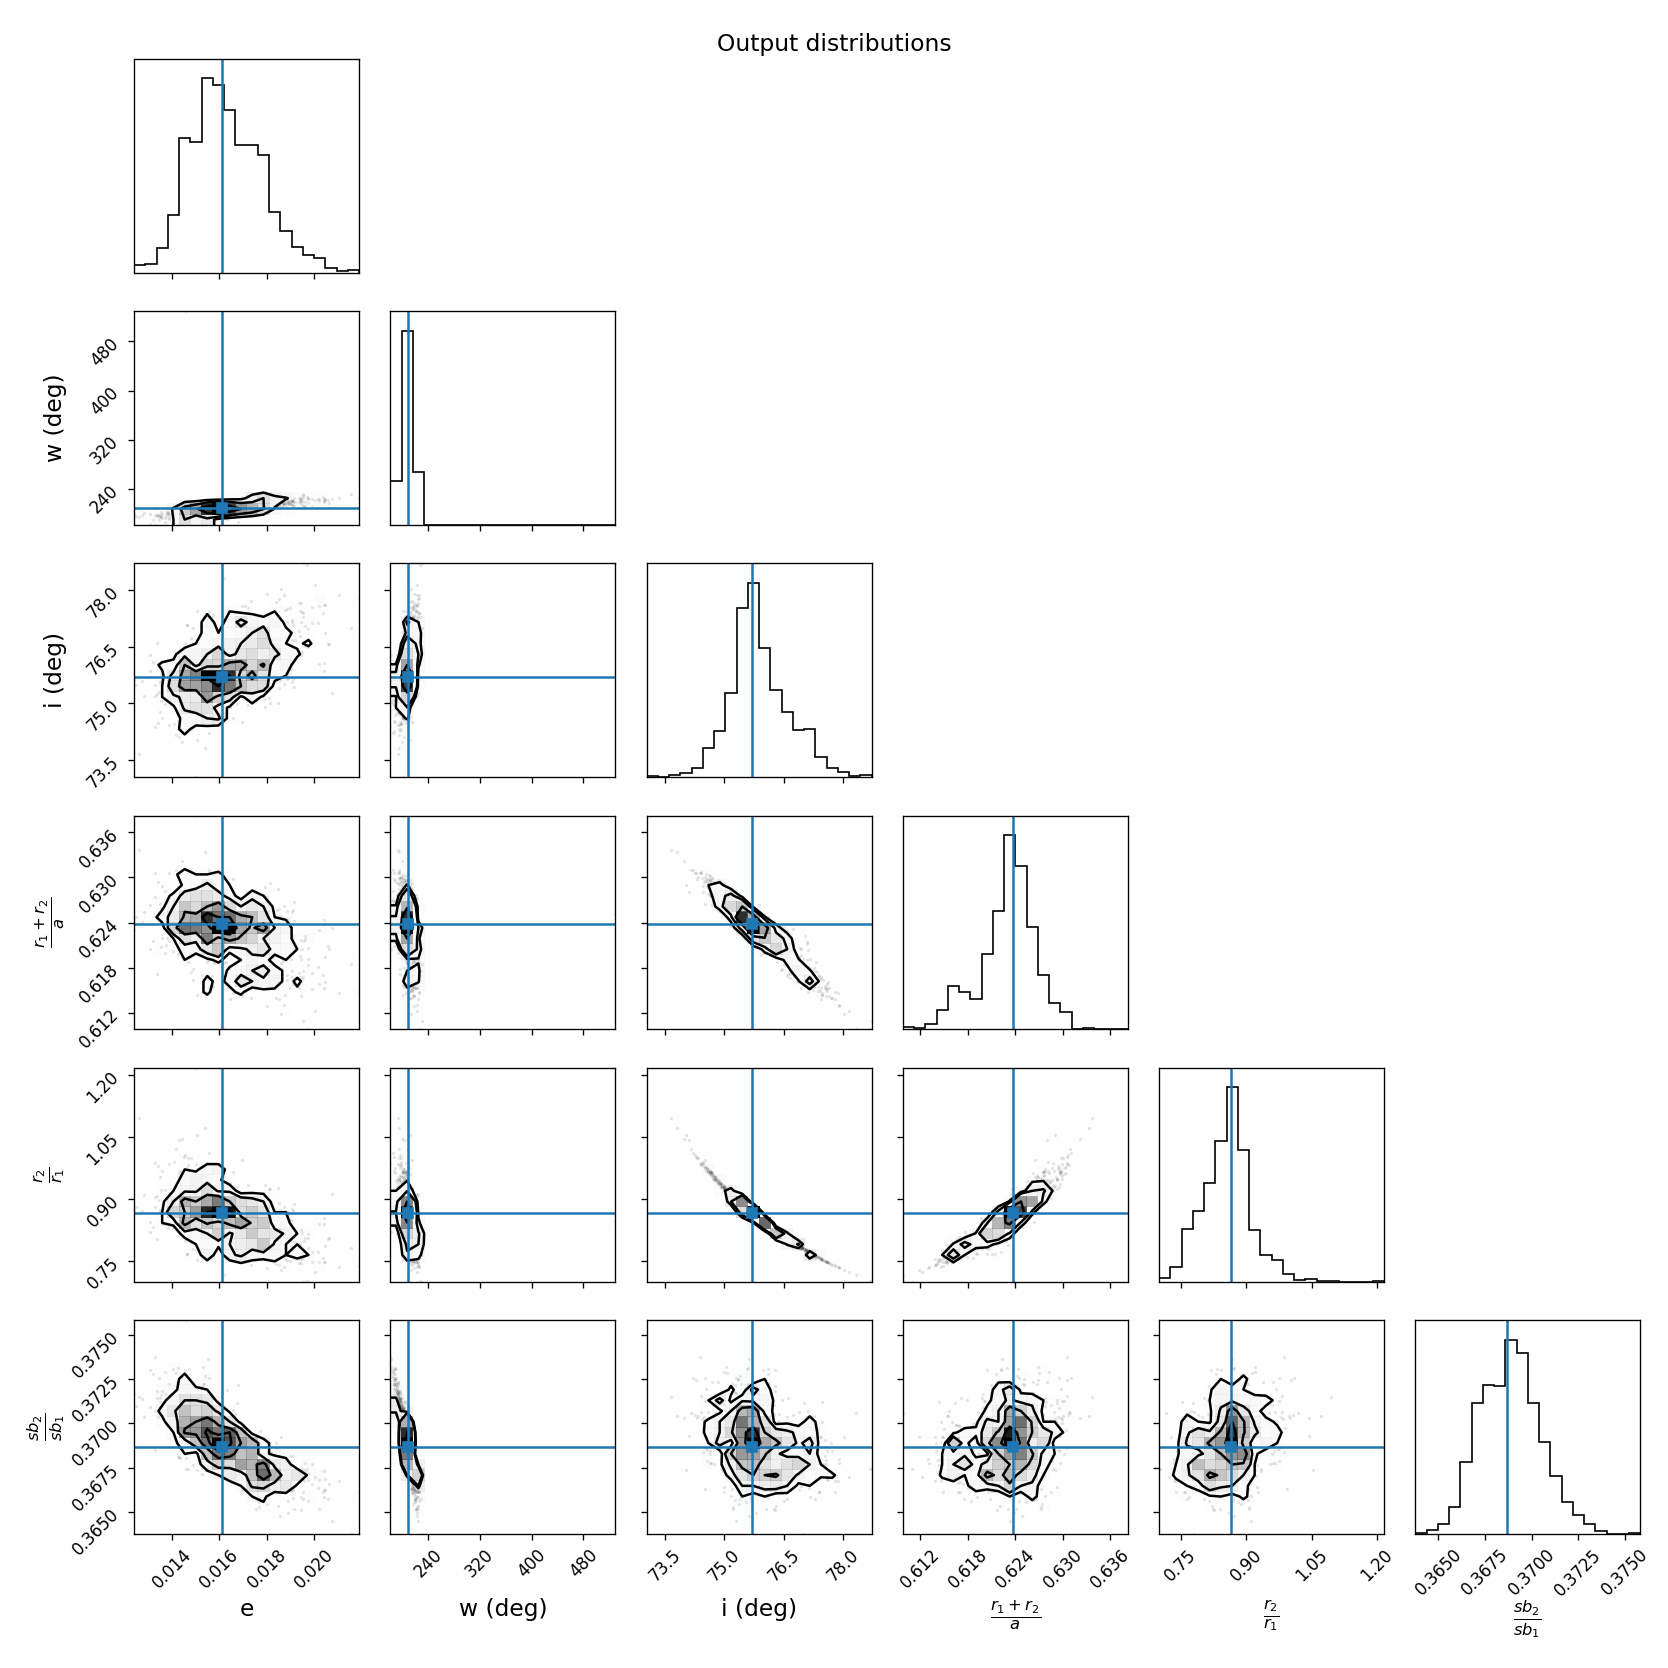 Output distributions
480
400
320
240
w (deg)
78.0
76.5
75.0
73.5
i (deg)
0.636
0.630
0.624
0.618
0.612
r₁ + r₂
a
1.20
1.05
0.90
0.75
r₂
r₁
0.3750
0.3725
0.3700
0.3675
0.3650
sb₂
sb₁
0.014 0.016 0.018 0.020 240 320 400 480 73.5 75.0 76.5 78.0 0.612 0.618 0.624 0.630 0.636 0.75 0.90 1.05 1.20 0.3650 0.3675 0.3700 0.3725 0.3750
e w (deg) i (deg)
r₁ + r₂
a
r₂
r₁
sb₂
sb₁